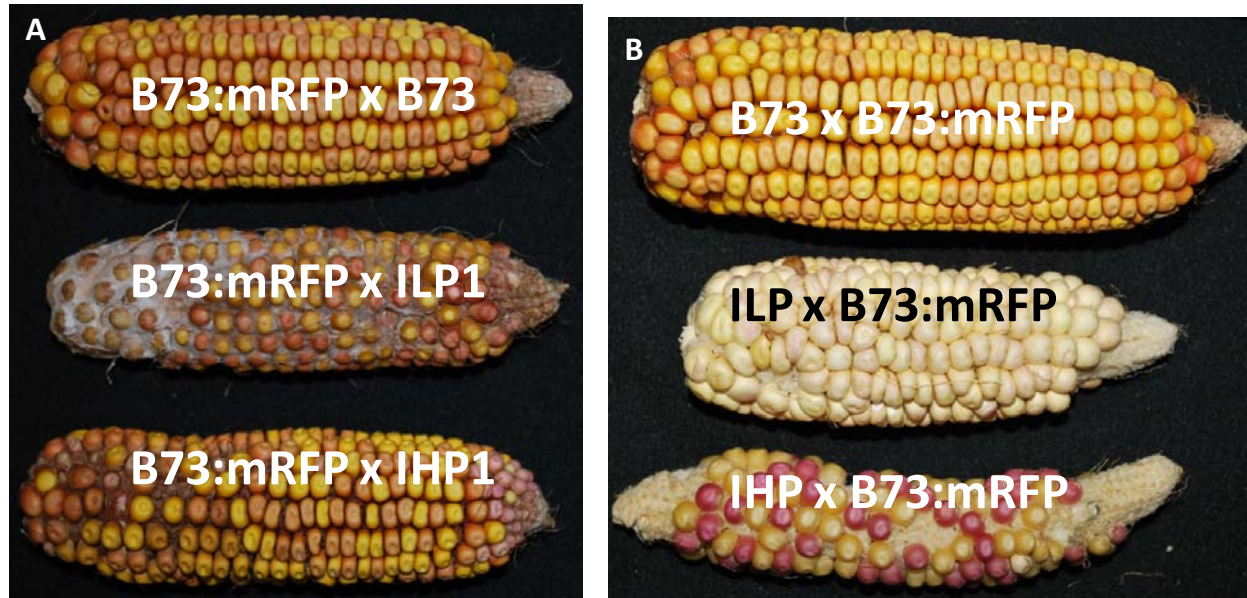 A
B73:mRFP x B73
B73:mRFP x ILP1
B73:mRFP x IHP1
B
B73 x B73:mRFP
ILP x B73:mRFP
IHP x B73:mRFP